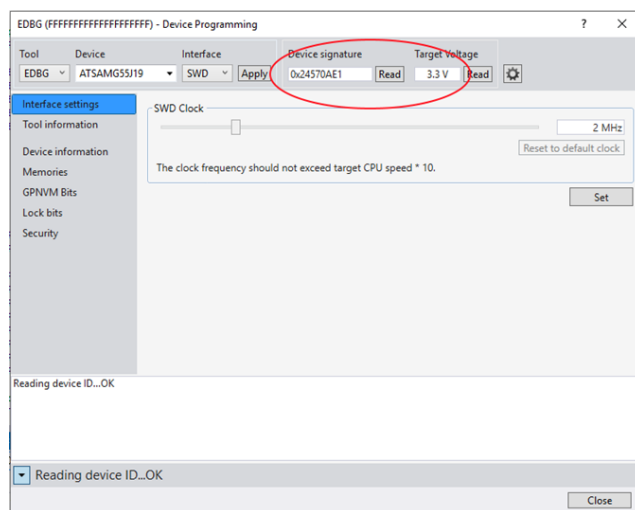 EDBG (FFFFFFFFFFFFFFFFFFFF) - Device Programming
? X
Tool Device Interface Device signature Target Voltage
EDBG ATSAMG55J19 SWD Apply 0x24570AE1 Read 3.3 V Read
Interface settings
Tool information
Device information
Memories
GPNVM Bits
Lock bits
Security
SWD Clock
2 MHz
Reset to default clock
The clock frequency should not exceed target CPU speed * 10.
Set
Reading device ID...OK
Reading device ID...OK
Close